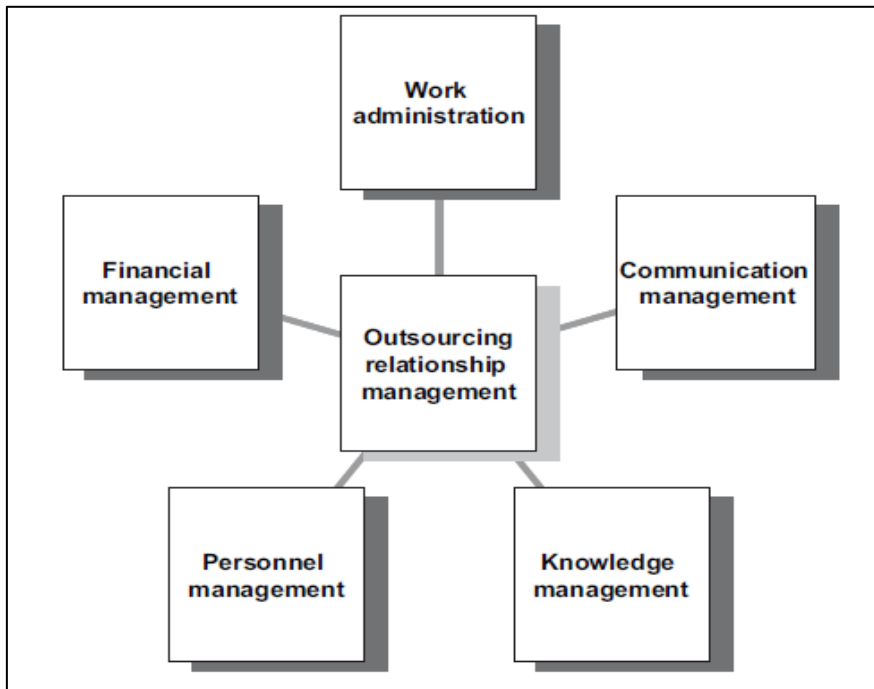 Work
administration
Financial
management
Communication
management
Outsourcing
relationship
management
Personnel
management
Knowledge
management